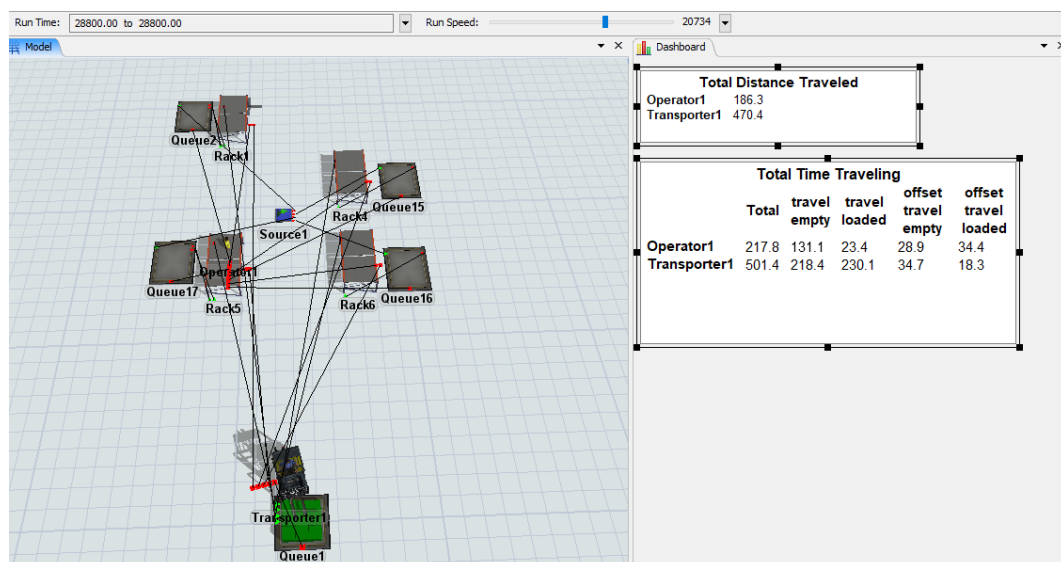 Run Time: 28800.00 to 28800.00 Run Speed: 20734
Model
Dashboard
Queue2
Rack1
Rack4
Queue15
Source1
Operator1
Queue17
Rack5
Rack6
Queue16
Transporter1
Queue1
Total Distance Traveled
Operator1 186.3
Transporter1 470.4
Total Time Traveling
Total travel empty travel loaded offset travel empty offset travel loaded
Operator1 217.8 131.1 23.4 28.9 34.4
Transporter1 501.4 218.4 230.1 34.7 18.3